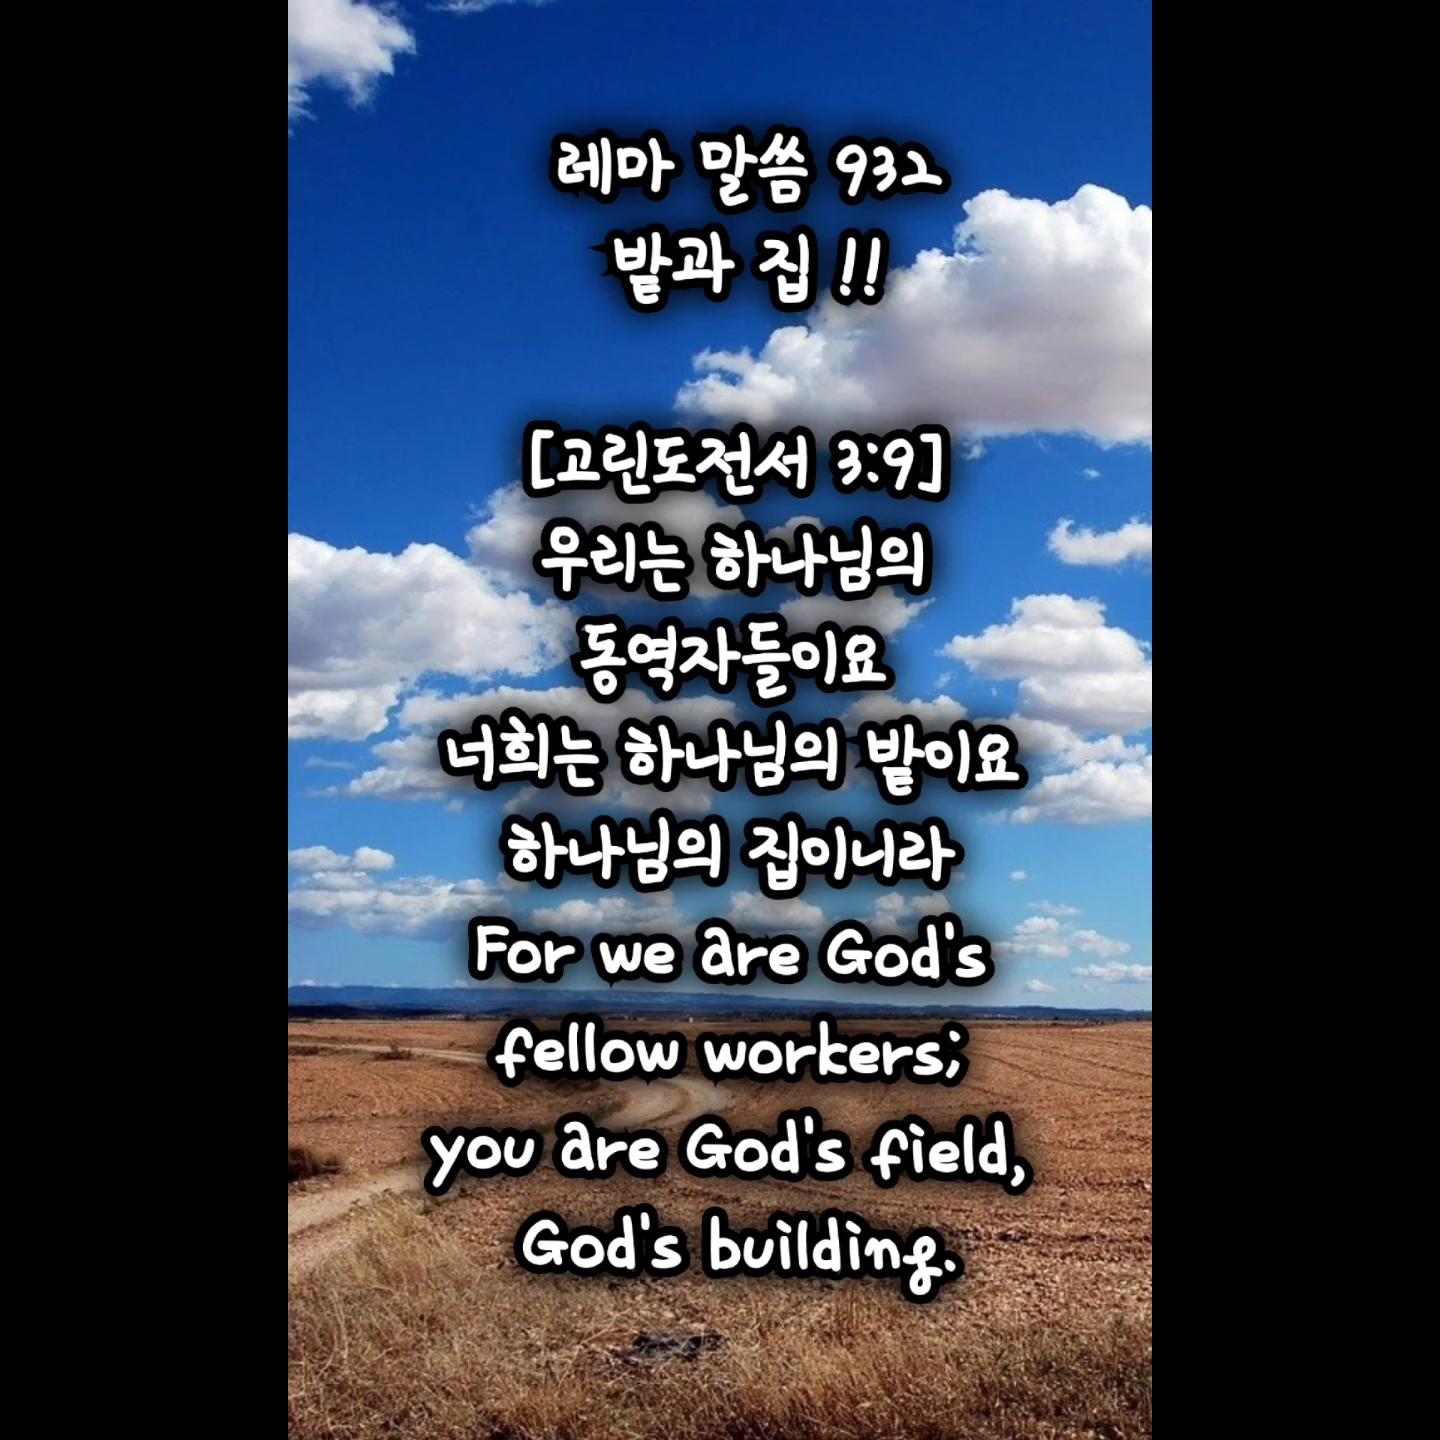 레마 말씀 932
밭과 집 !!
[고린도전서 3:9]
우리는 하나님의
동역자들이요
너희는 하나님의 밭이요
하나님의 집이니라
For we are God's
fellow workers;
you are God's field,
God's building.